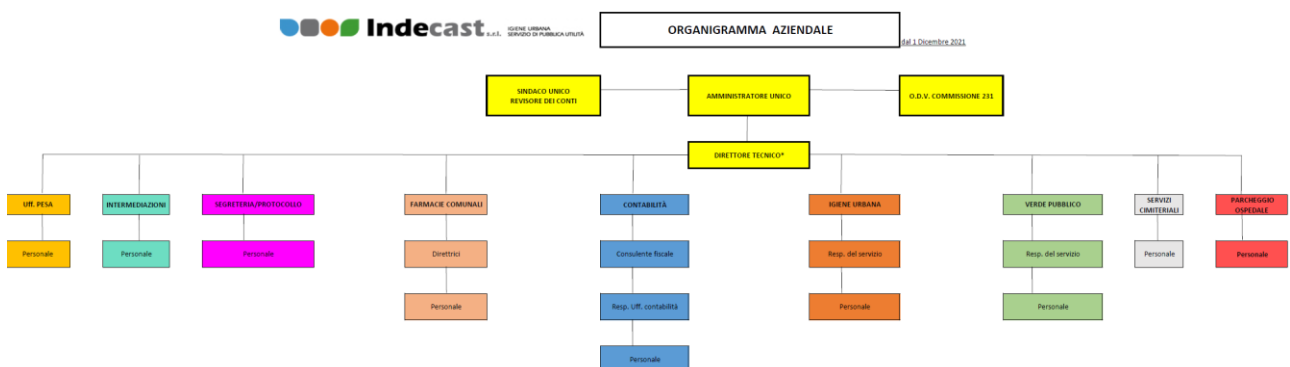 Indecast s.r.l.
IGIENE URBANA
SERVIZIO DI PUBBLICA UTILITÀ
ORGANIGRAMMA AZIENDALE
dal 1 Dicembre 2021
SINDACO UNICO
REVISORE DEI CONTI
AMMINISTRATORE UNICO
O.D.V. COMMISSIONE 231
DIRETTORE TECNICO*
Uff. PESA
INTERMEDIAZIONI
SEGRETERIA/PROTOCOLLO
FARMACIE COMUNALI
CONTABILITÀ
IGIENE URBANA
VERDE PUBBLICO
SERVIZI
CIMITERIALI
PARCHEGGIO
OSPEDALE
Personale
Personale
Personale
Direttrici
Consulente fiscale
Resp. del servizio
Resp. del servizio
Personale
Personale
Personale
Resp. Uff. contabilità
Personale
Personale
Personale